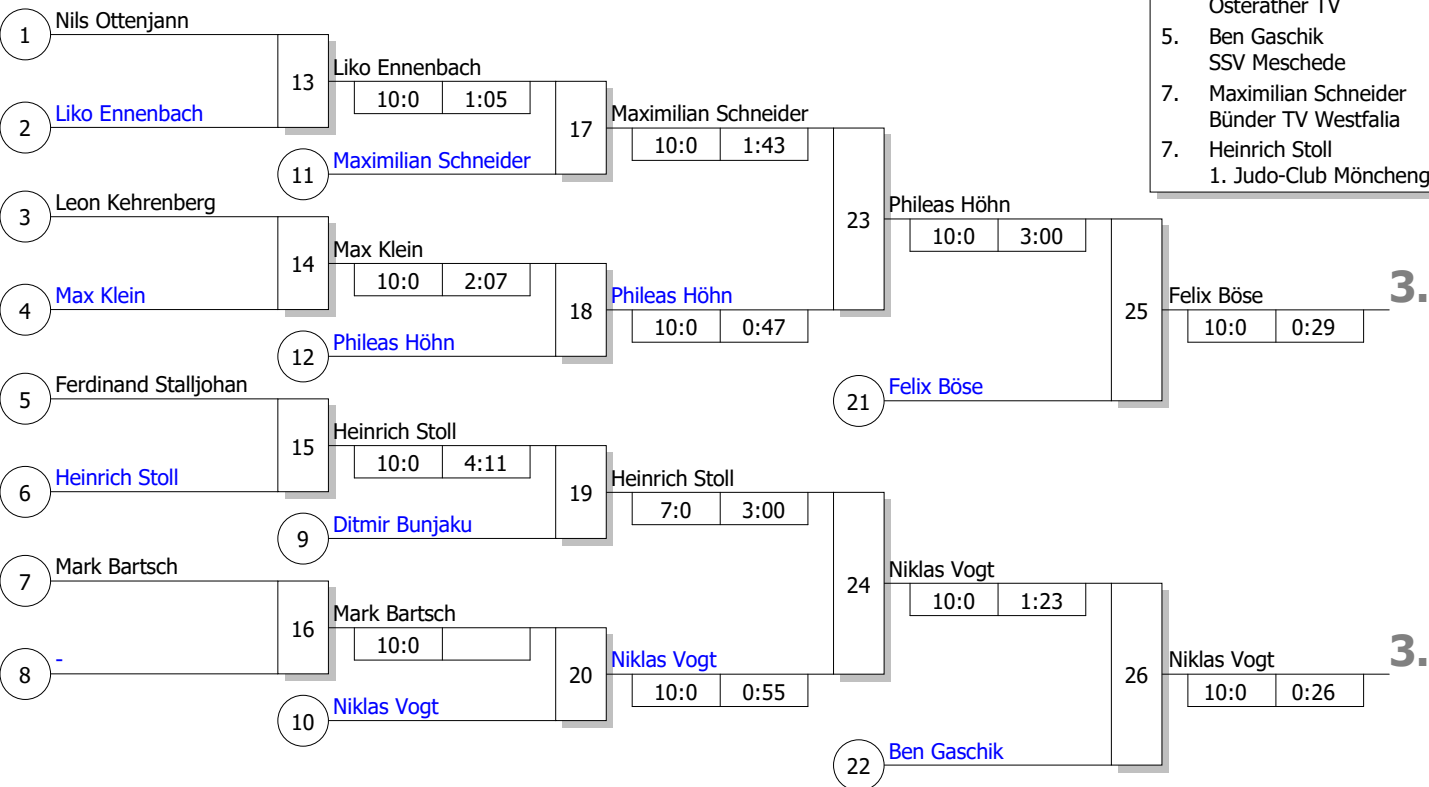 Osterather TV
5. Ben Gaschik
SSV Meschede
7. Maximilian Schneider
Bünder TV Westfalia
7. Heinrich Stoll
1. Judo-Club Möncheng
1 Nils Ottenjann
13 Liko Ennenbach
10:0 1:05
2 Liko Ennenbach
17 Maximilian Schneider
10:0 1:43
11 Maximilian Schneider
3 Leon Kehrenberg
23 Phileas Höhn
10:0 3:00
14 Max Klein
10:0 2:07
4 Max Klein
18 Phileas Höhn
10:0 0:47
25 Felix Böse 3.
10:0 0:29
12 Phileas Höhn
5 Ferdinand Stalljohan
21 Felix Böse
15 Heinrich Stoll
10:0 4:11
6 Heinrich Stoll
19 Heinrich Stoll
7:0 3:00
9 Ditmir Bunjaku
7 Mark Bartsch
24 Niklas Vogt
10:0 1:23
16 Mark Bartsch
10:0
8 -
20 Niklas Vogt
10:0 0:55
26 Niklas Vogt 3.
10:0 0:26
10 Niklas Vogt
22 Ben Gaschik